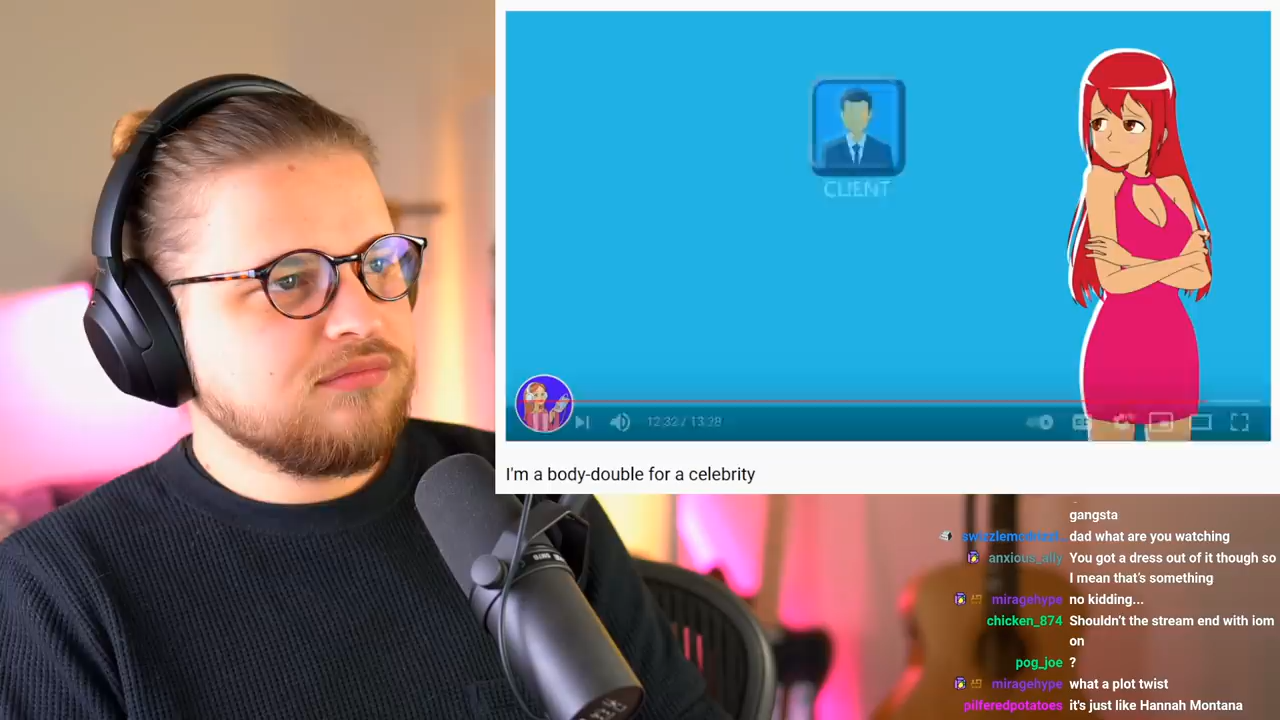 CLIENT
12:32 / 13:28
CC
I'm a body-double for a celebrity
gangsta
dad what are you watching
anxious_ally You got a dress out of it though so
I mean that's something
miragehype no kidding...
chicken_874 Shouldn't the stream end with iom
on
pog_joe ?
miragehype what a plot twist
pilferedpotatoes it's just like Hannah Montana